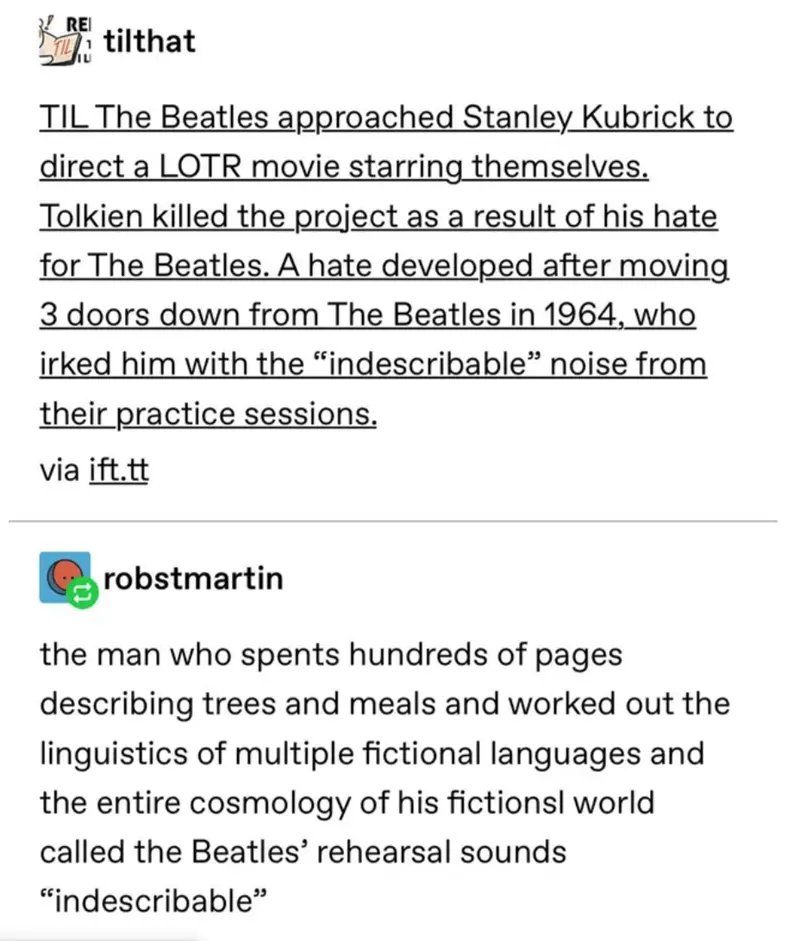 REI
TIL
tilthat
TIL The Beatles approached Stanley Kubrick to
direct a LOTR movie starring themselves.
Tolkien killed the project as a result of his hate
for The Beatles. A hate developed after moving
3 doors down from The Beatles in 1964, who
irked him with the “indescribable” noise from
their practice sessions.
via ift.tt
robstmartin
the man who spents hundreds of pages
describing trees and meals and worked out the
linguistics of multiple fictional languages and
the entire cosmology of his fictionsl world
called the Beatles’ rehearsal sounds
“indescribable”